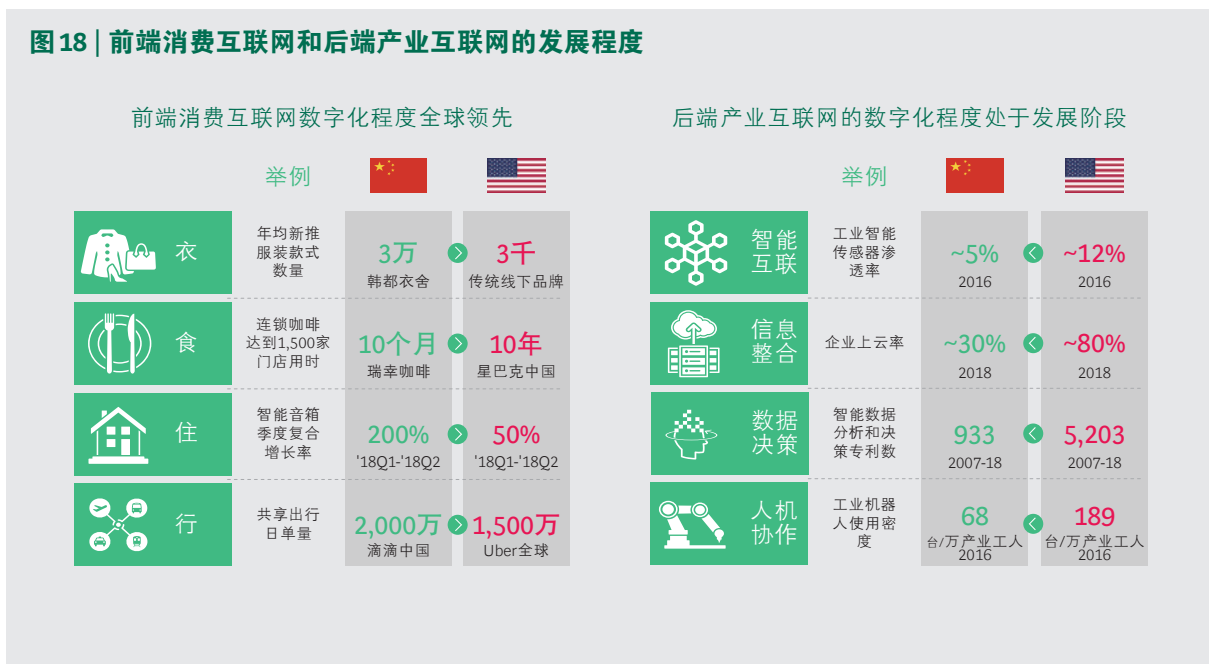 图18 | 前端消费互联网和后端产业互联网的发展程度
前端消费互联网数字化程度全球领先
举例
衣
年均新推
服装款式
数量
3万
韩都衣舍
3千
传统线下品牌
食
连锁咖啡
达到1,500家
门店用时
10个月
瑞幸咖啡
10年
星巴克中国
住
智能音箱
季度复合
增长率
200%
'18Q1-'18Q2
50%
'18Q1-'18Q2
行
共享出行
日单量
2,000万
滴滴中国
1,500万
Uber全球
后端产业互联网的数字化程度处于发展阶段
举例
智能
互联
工业智能
传感器渗
透率
~5%
2016
~12%
2016
信息
整合
企业上云率
~30%
2018
~80%
2018
数据
决策
智能数据
分析和决
策专利数
933
2007-18
5,203
2007-18
人机
协作
工业机器
人使用密
度
68
台/万产业工人
2016
189
台/万产业工人
2016